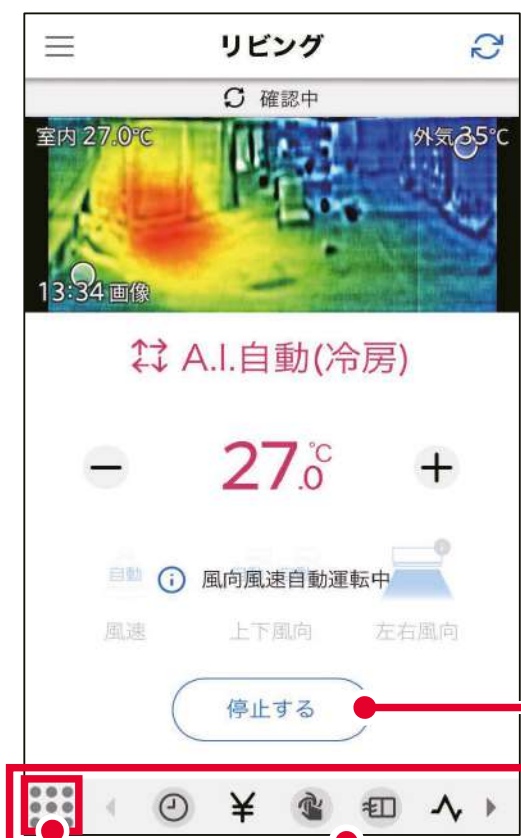 リビング
確認中
室内 27.0℃ 外気 35℃
13:34 画像
A.I.自動(冷房)
27.0℃
自動
風向風速自動運転中
風速 上下風向 左右風向
停止する
¥